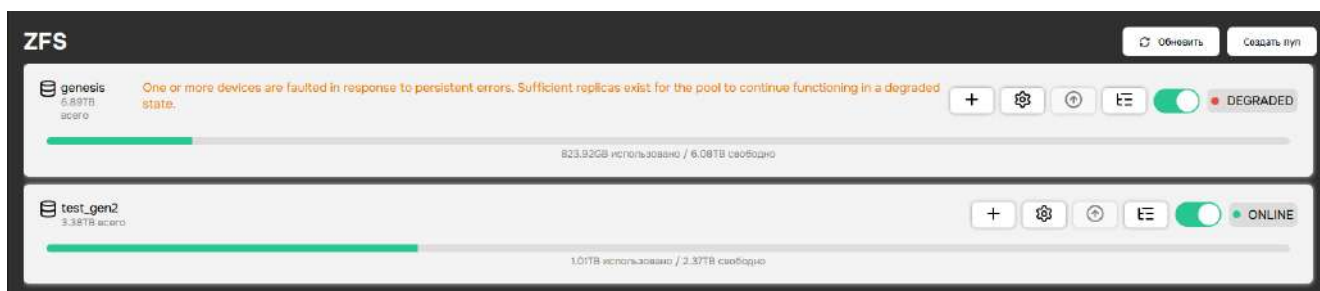 ZFS
Обновить
Создать пул
genesis
6.89TB
всего
One or more devices are faulted in response to persistent errors. Sufficient replicas exist for the pool to continue functioning in a degraded
state.
DEGRADED
823.92GB использовано / 6.08TB свободно
test_gen2
3.38TB всего
ONLINE
1.01TB использовано / 2.37TB свободно